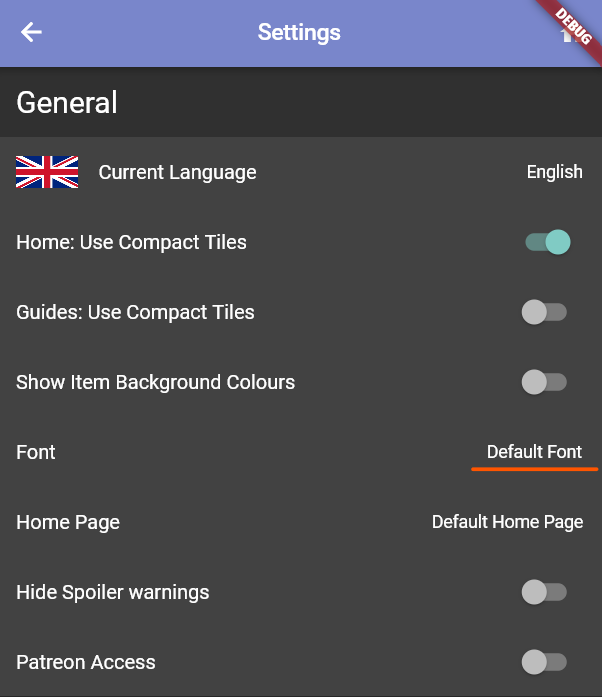 Settings
DEBUG
General
Current Language English
Home: Use Compact Tiles
Guides: Use Compact Tiles
Show Item Background Colours
Font Default Font
Home Page Default Home Page
Hide Spoiler warnings
Patreon Access